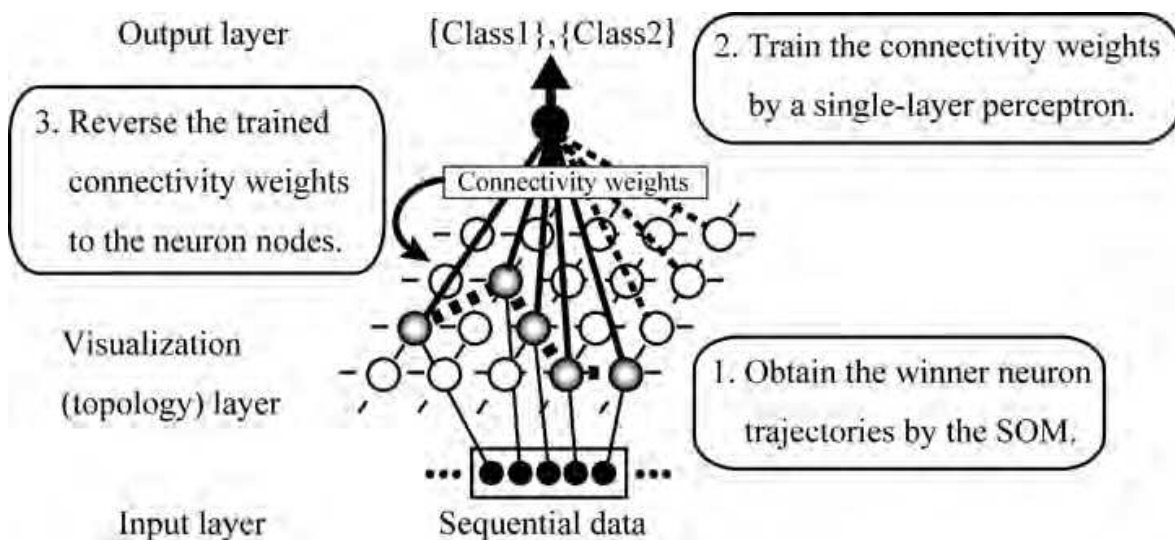 Output layer
{Class1},{Class2}
2. Train the connectivity weights
by a single-layer perceptron.
3. Reverse the trained
connectivity weights
to the neuron nodes.
Connectivity weights
Visualization
(topology) layer
1. Obtain the winner neuron
trajectories by the SOM.
Input layer
Sequential data